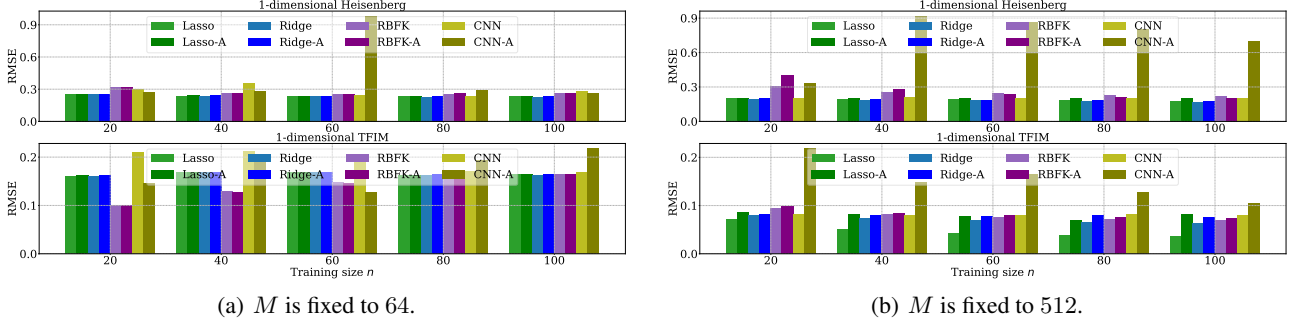 1-dimensional Heisenberg
0.9
0.6
0.3
0.0
RMSE
Lasso Ridge RBFK CNN
Lasso-A Ridge-A RBFK-A CNN-A
20 40 60 80 100
1-dimensional TFIM
0.2
0.1
0.0
RMSE
Lasso Ridge RBFK CNN
Lasso-A Ridge-A RBFK-A CNN-A
20 40 60 80 100
Training size n
(a) M is fixed to 64.
1-dimensional Heisenberg
0.9
0.6
0.3
0.0
RMSE
Lasso Ridge RBFK CNN
Lasso-A Ridge-A RBFK-A CNN-A
20 40 60 80 100
1-dimensional TFIM
0.2
0.1
0.0
RMSE
Lasso Ridge RBFK CNN
Lasso-A Ridge-A RBFK-A CNN-A
20 40 60 80 100
Training size n
(b) M is fixed to 512.